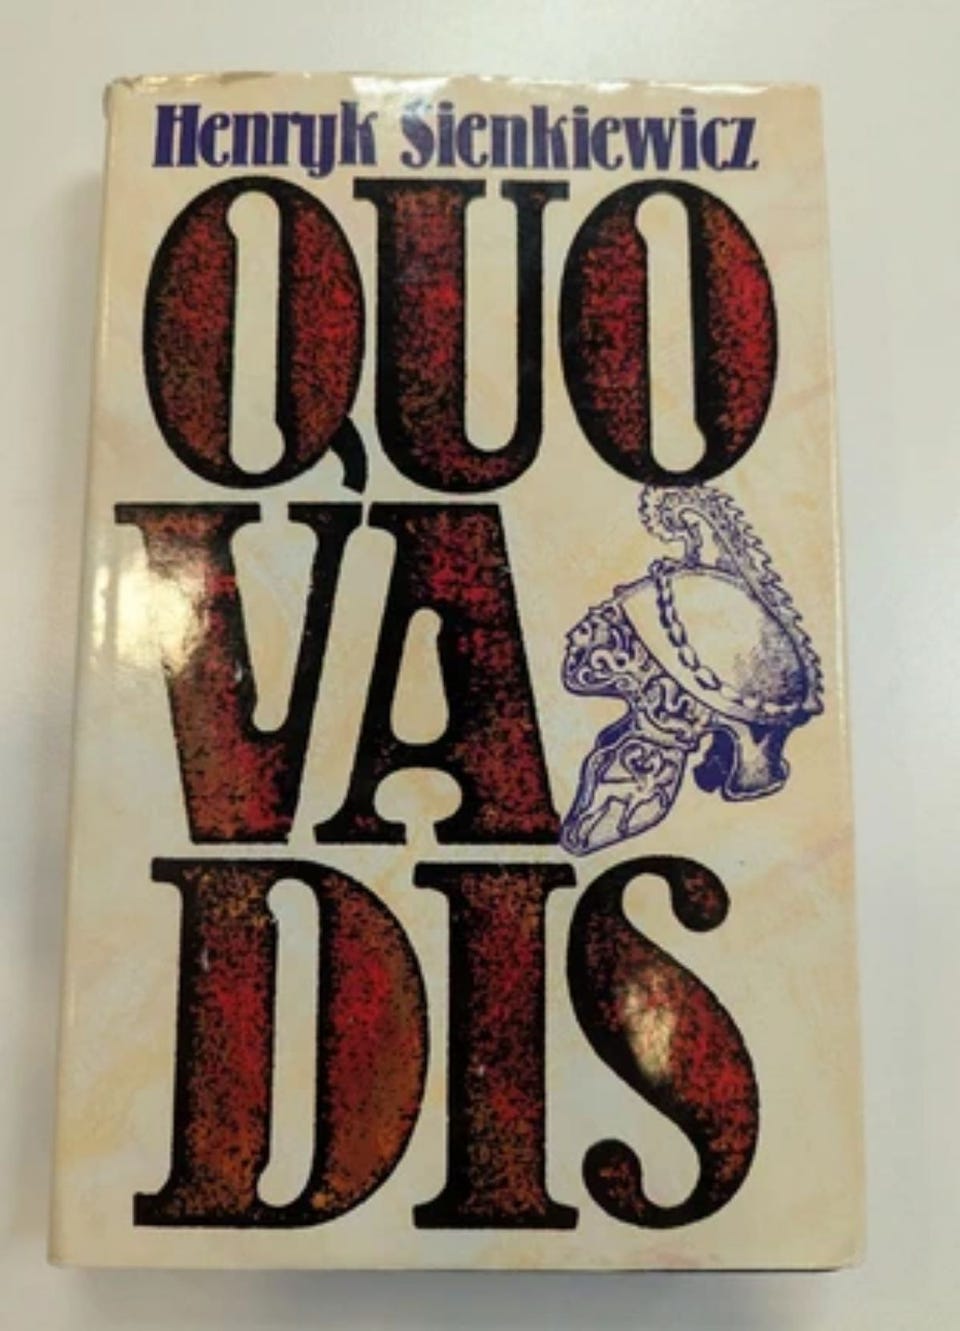 Henryk Sienkiewicz
QUO
VA
DIS